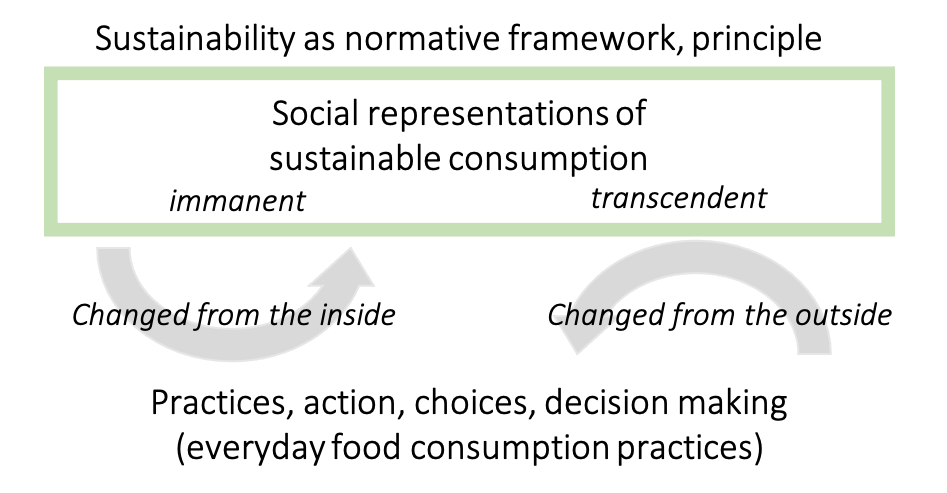 Sustainability as normative framework, principle
Social representations of
sustainable consumption
immanent transcendent
Changed from the inside Changed from the outside
Practices, action, choices, decision making
(everyday food consumption practices)